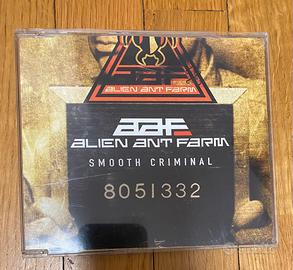 ALIEN ANT FARM
aaf
ALIEN ANT FARM
SMOOTH CRIMINAL
8051332